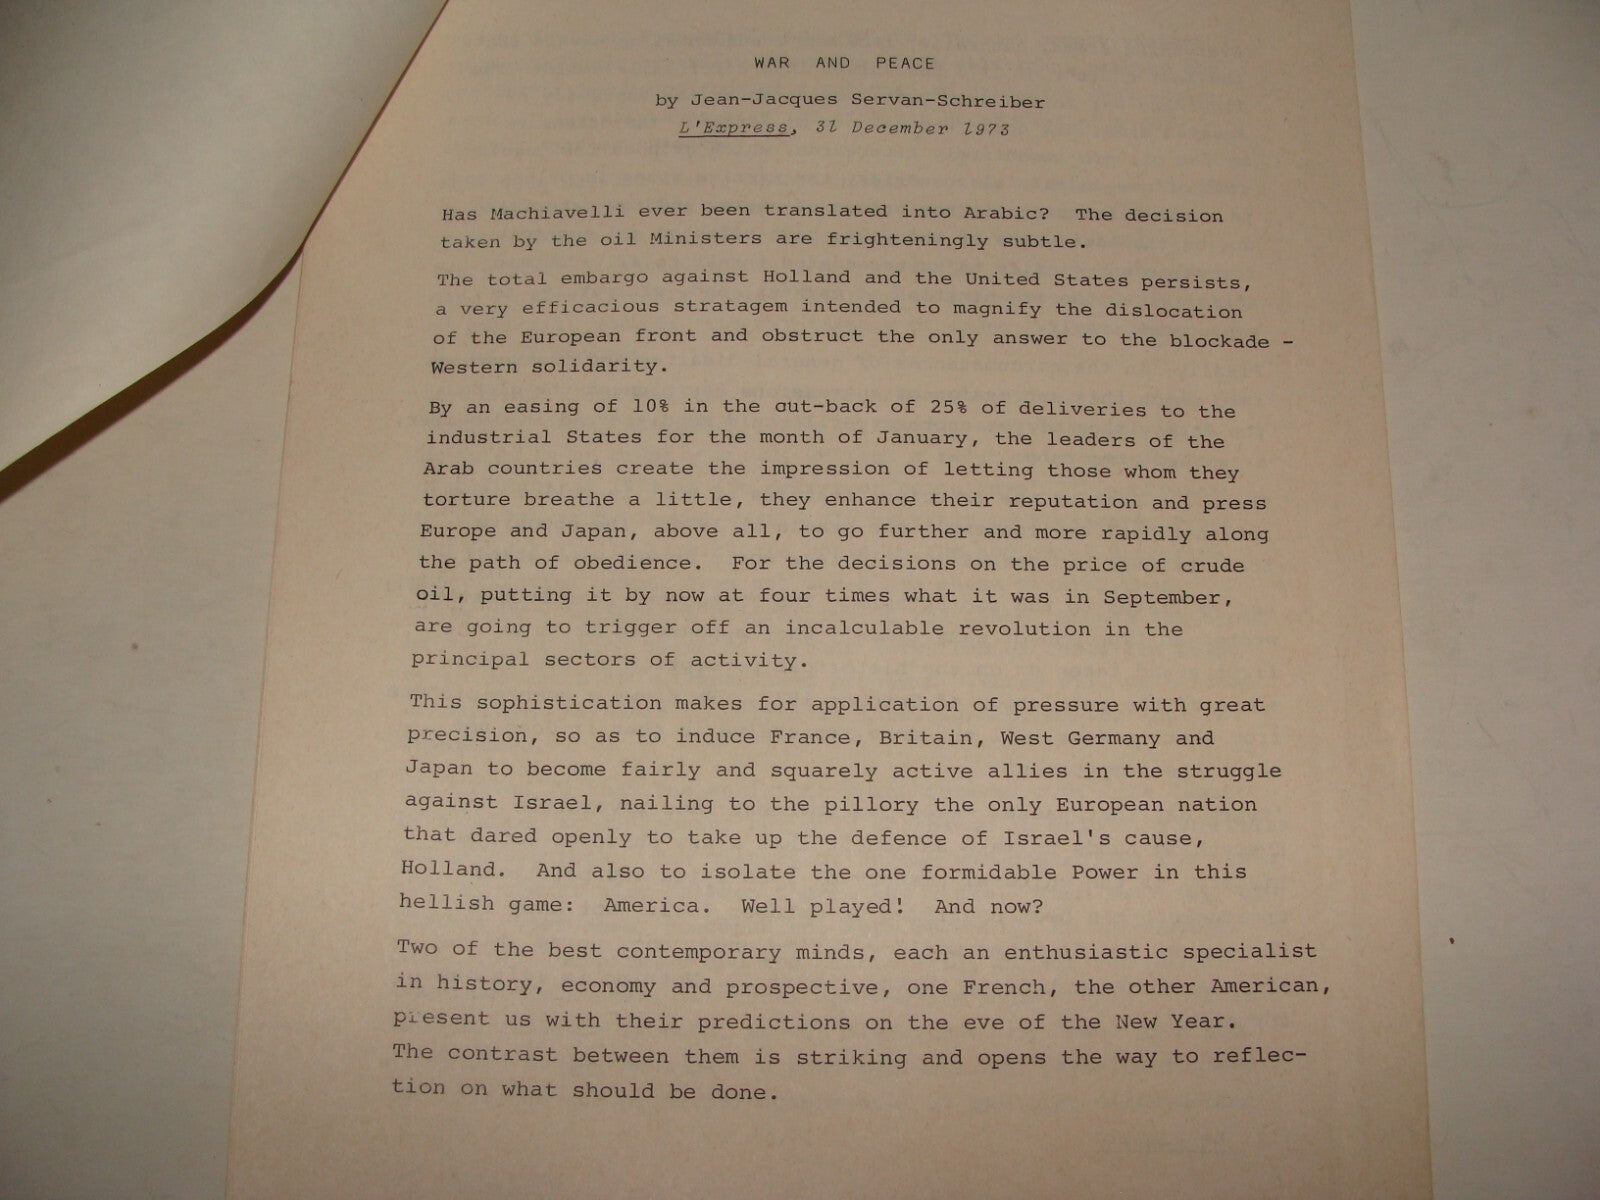 WAR AND PEACE
by Jean-Jacques Servan-Schreiber
L'Express, 31 December 1973
Has Machiavelli ever been translated into Arabic? The decision
taken by the oil Ministers are frighteningly subtle.
The total embargo against Holland and the United States persists,
a very efficacious stratagem intended to magnify the dislocation
of the European front and obstruct the only answer to the blockade -
Western solidarity.
By an easing of 10% in the cut-back of 25% of deliveries to the
industrial States for the month of January, the leaders of the
Arab countries create the impression of letting those whom they
torture breathe a little, they enhance their reputation and press
Europe and Japan, above all, to go further and more rapidly along
the path of obedience. For the decisions on the price of crude
oil, putting it by now at four times what it was in September,
are going to trigger off an incalculable revolution in the
principal sectors of activity.
This sophistication makes for application of pressure with great
precision, so as to induce France, Britain, West Germany and
Japan to become fairly and squarely active allies in the struggle
against Israel, nailing to the pillory the only European nation
that dared openly to take up the defence of Israel's cause,
Holland. And also to isolate the one formidable Power in this
hellish game: America. Well played! And now?
Two of the best contemporary minds, each an enthusiastic specialist
in history, economy and prospective, one French, the other American,
present us with their predictions on the eve of the New Year.
The contrast between them is striking and opens the way to reflec-
tion on what should be done.